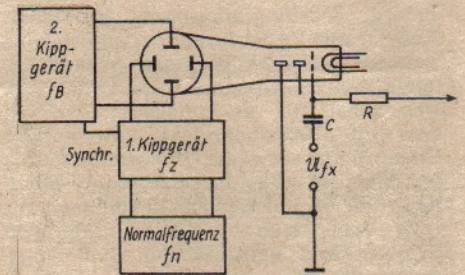 2.
Kipp-
gerät
fB
Synchr.
1. Kippgerät
fz
Normalfrequenz
fn
C
R
𝔘fx